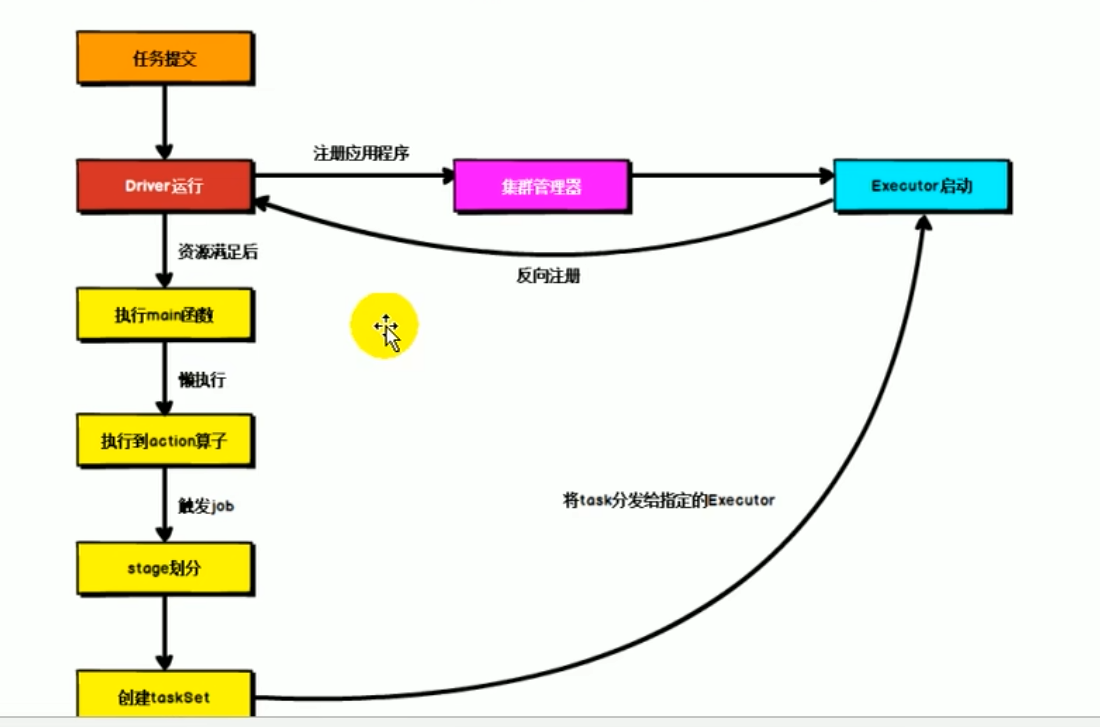 任务提交
注册应用程序
Driver运行
集群管理器
Executor启动
资源满足后
反向注册
执行main函数
懒执行
执行到action算子
将task分发给指定的Executor
触发job
stage划分
创建taskSet